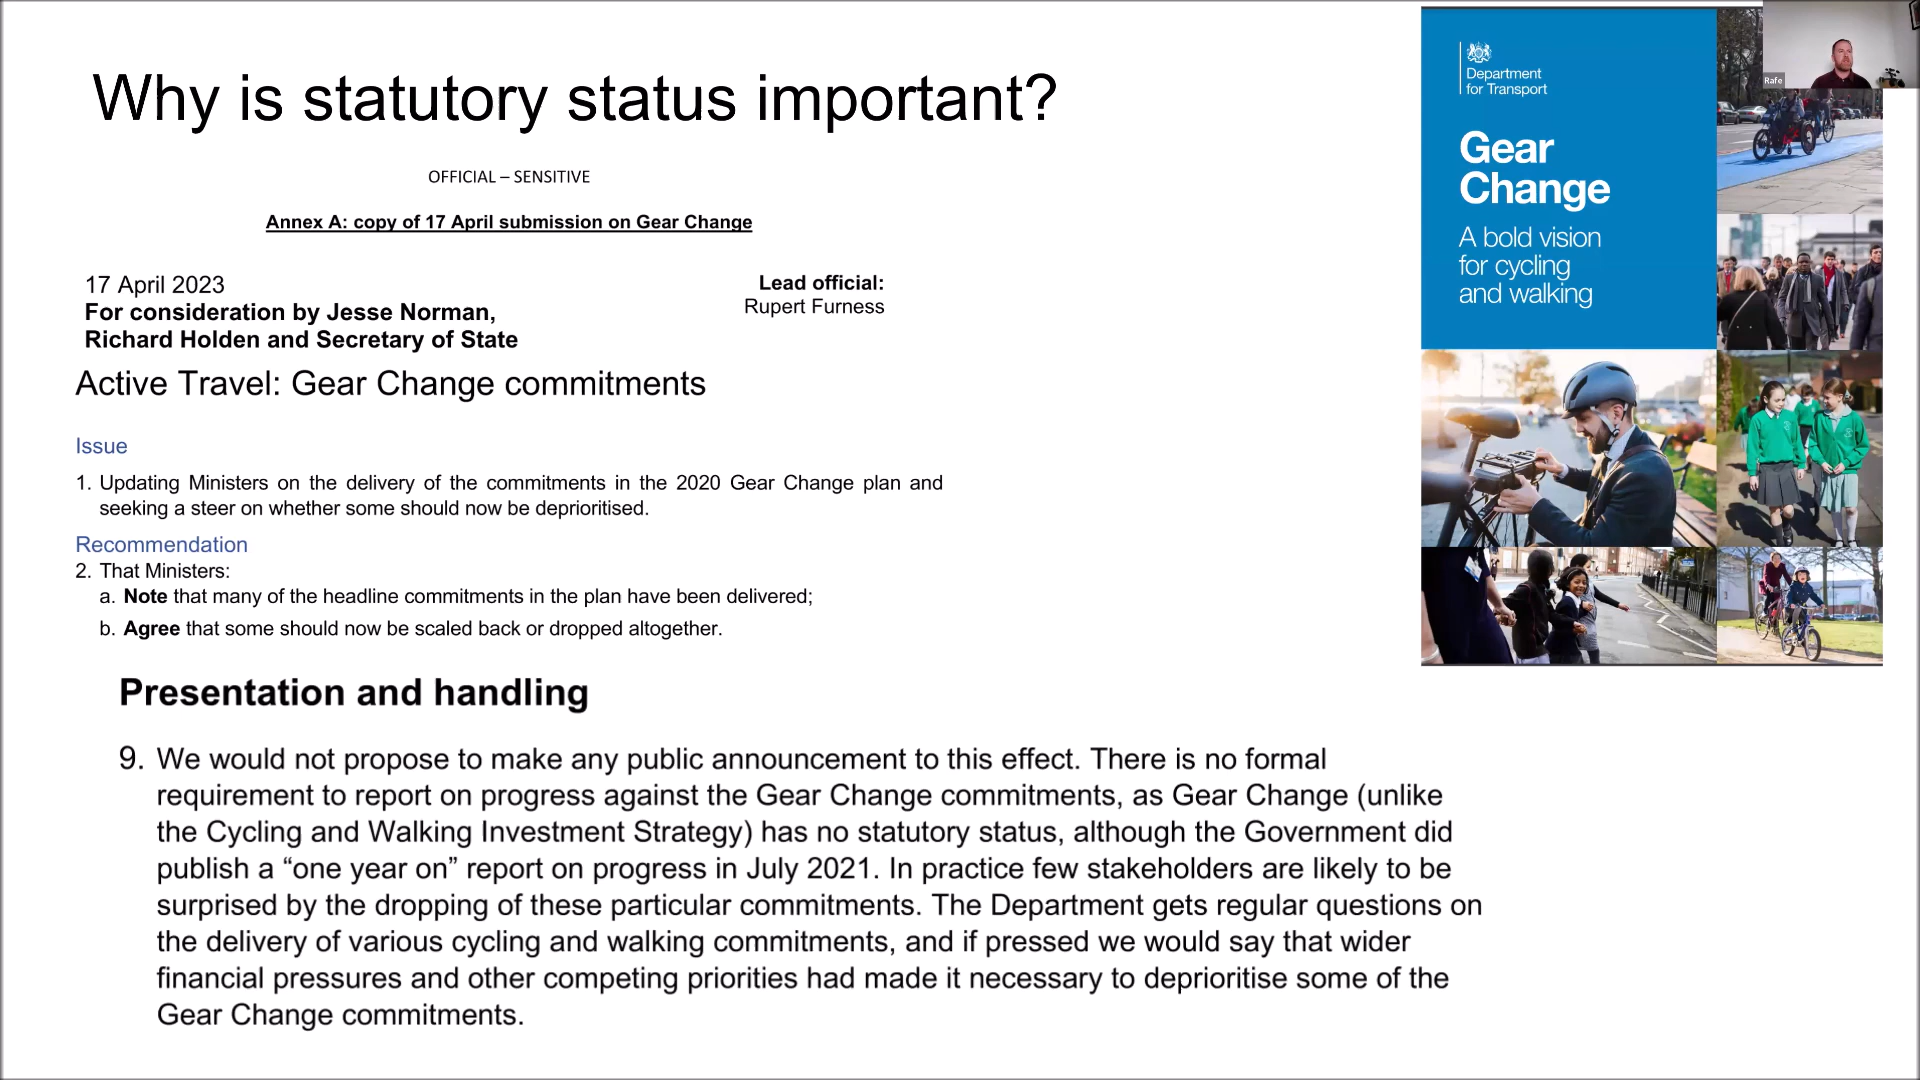 Why is statutory status important?
OFFICIAL – SENSITIVE
Annex A: copy of 17 April submission on Gear Change
17 April 2023
For consideration by Jesse Norman,
Richard Holden and Secretary of State
Lead official:
Rupert Furness
Active Travel: Gear Change commitments
Issue
1. Updating Ministers on the delivery of the commitments in the 2020 Gear Change plan and
seeking a steer on whether some should now be deprioritised.
Recommendation
2. That Ministers:
a. Note that many of the headline commitments in the plan have been delivered;
b. Agree that some should now be scaled back or dropped altogether.
Presentation and handling
9. We would not propose to make any public announcement to this effect. There is no formal
requirement to report on progress against the Gear Change commitments, as Gear Change (unlike
the Cycling and Walking Investment Strategy) has no statutory status, although the Government did
publish a “one year on” report on progress in July 2021. In practice few stakeholders are likely to be
surprised by the dropping of these particular commitments. The Department gets regular questions on
the delivery of various cycling and walking commitments, and if pressed we would say that wider
financial pressures and other competing priorities had made it necessary to deprioritise some of the
Gear Change commitments.
Department
for Transport
Gear
Change
A bold vision
for cycling
and walking
Rafe